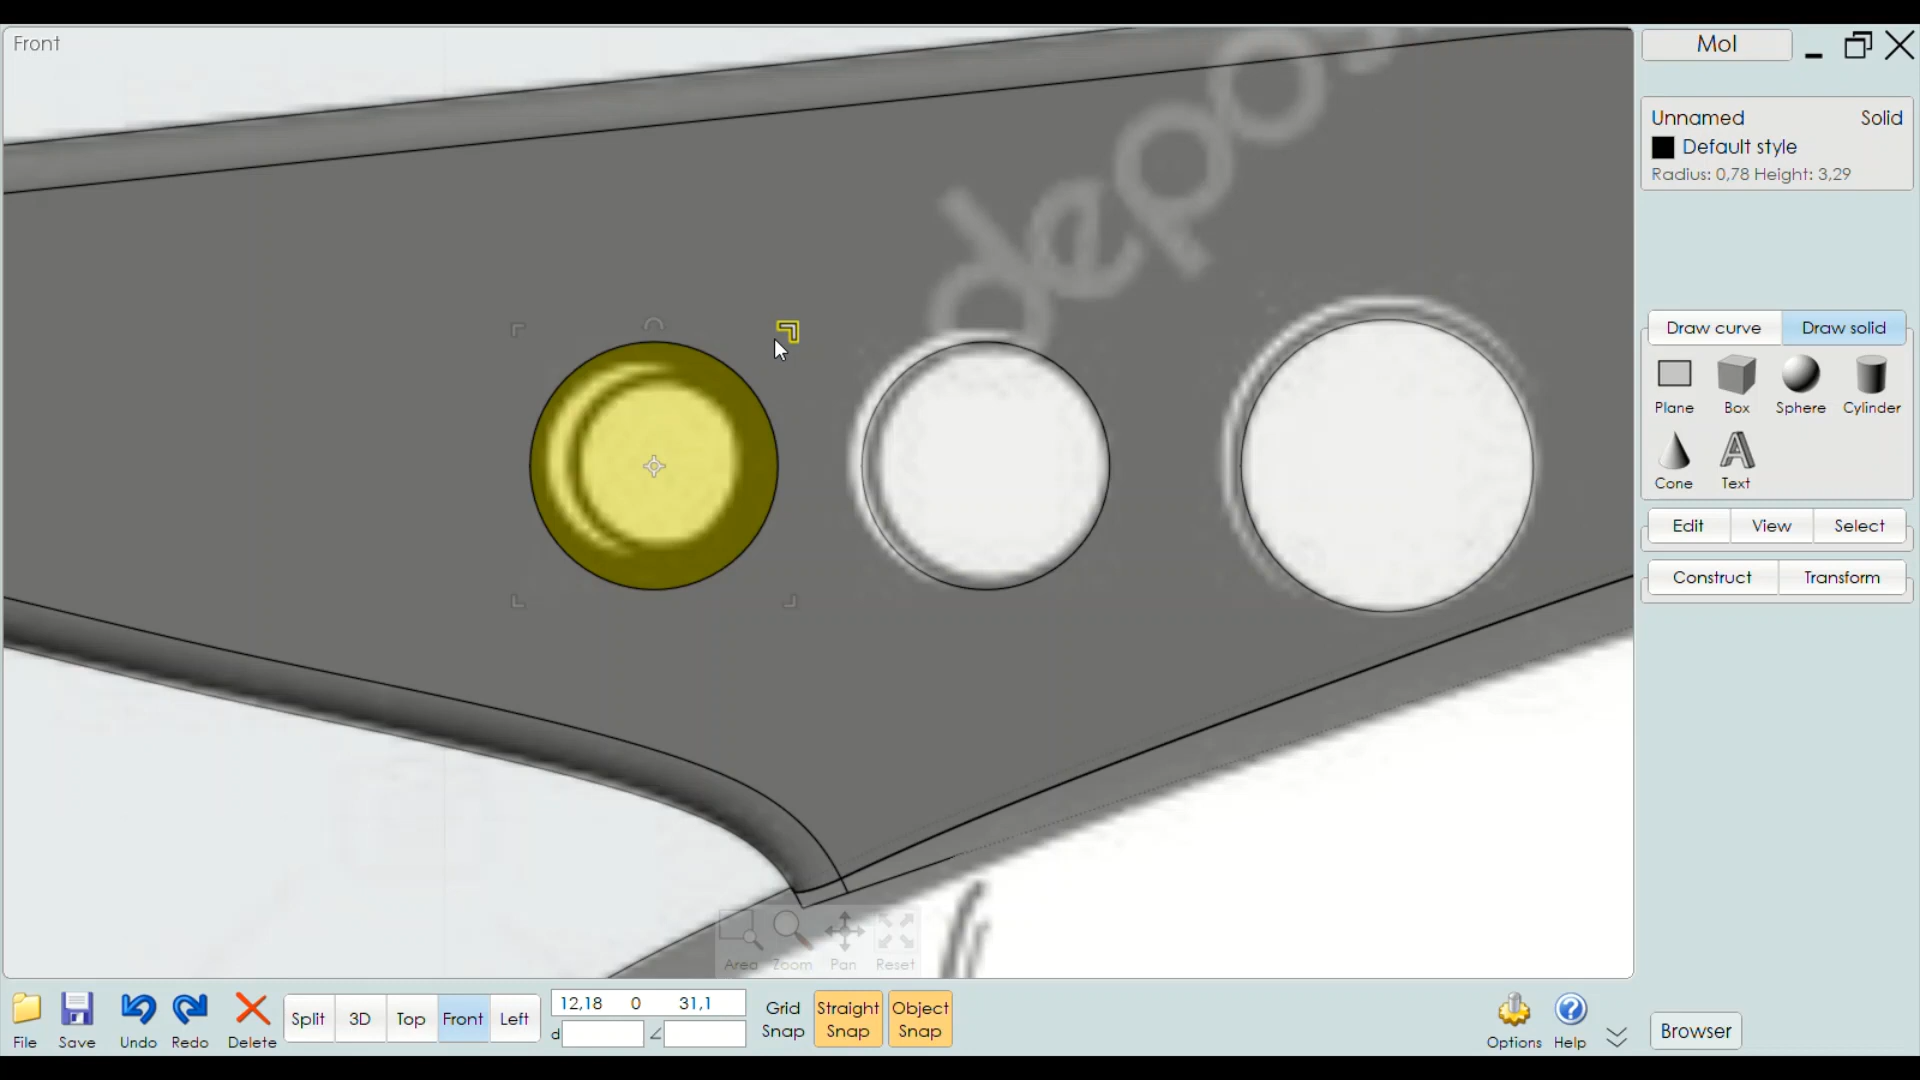 Front
MoI
Unnamed Solid
Default style
Radius: 0,78 Height: 3,29
depo
Draw curve Draw solid
Plane Box Sphere Cylinder
Cone Text
Edit View Select
Construct Transform
Area Zoom Pan Reset
File Save Undo Redo Delete
Split 3D Top Front Left
12,18 0 31,1
d ∠
Grid Snap
Straight Snap
Object Snap
Options Help
Browser